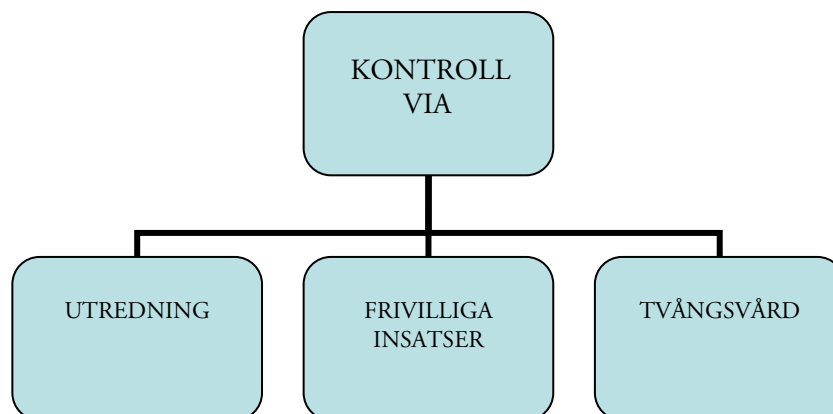 KONTROLL
VIA
UTREDNING
FRIVILLIGA
INSATSER
TVÅNGSVÅRD